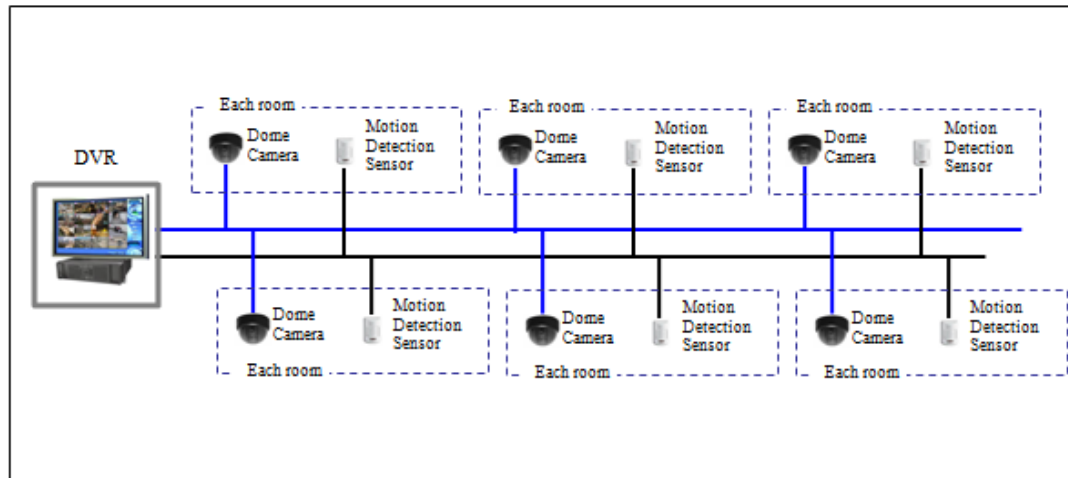 Each room
Dome
Camera
Motion
Detection
Sensor
Each room
Dome
Camera
Motion
Detection
Sensor
Each room
Dome
Camera
Motion
Detection
Sensor
DVR
Dome
Camera
Motion
Detection
Sensor
Each room
Dome
Camera
Motion
Detection
Sensor
Each room
Dome
Camera
Motion
Detection
Sensor
Each room